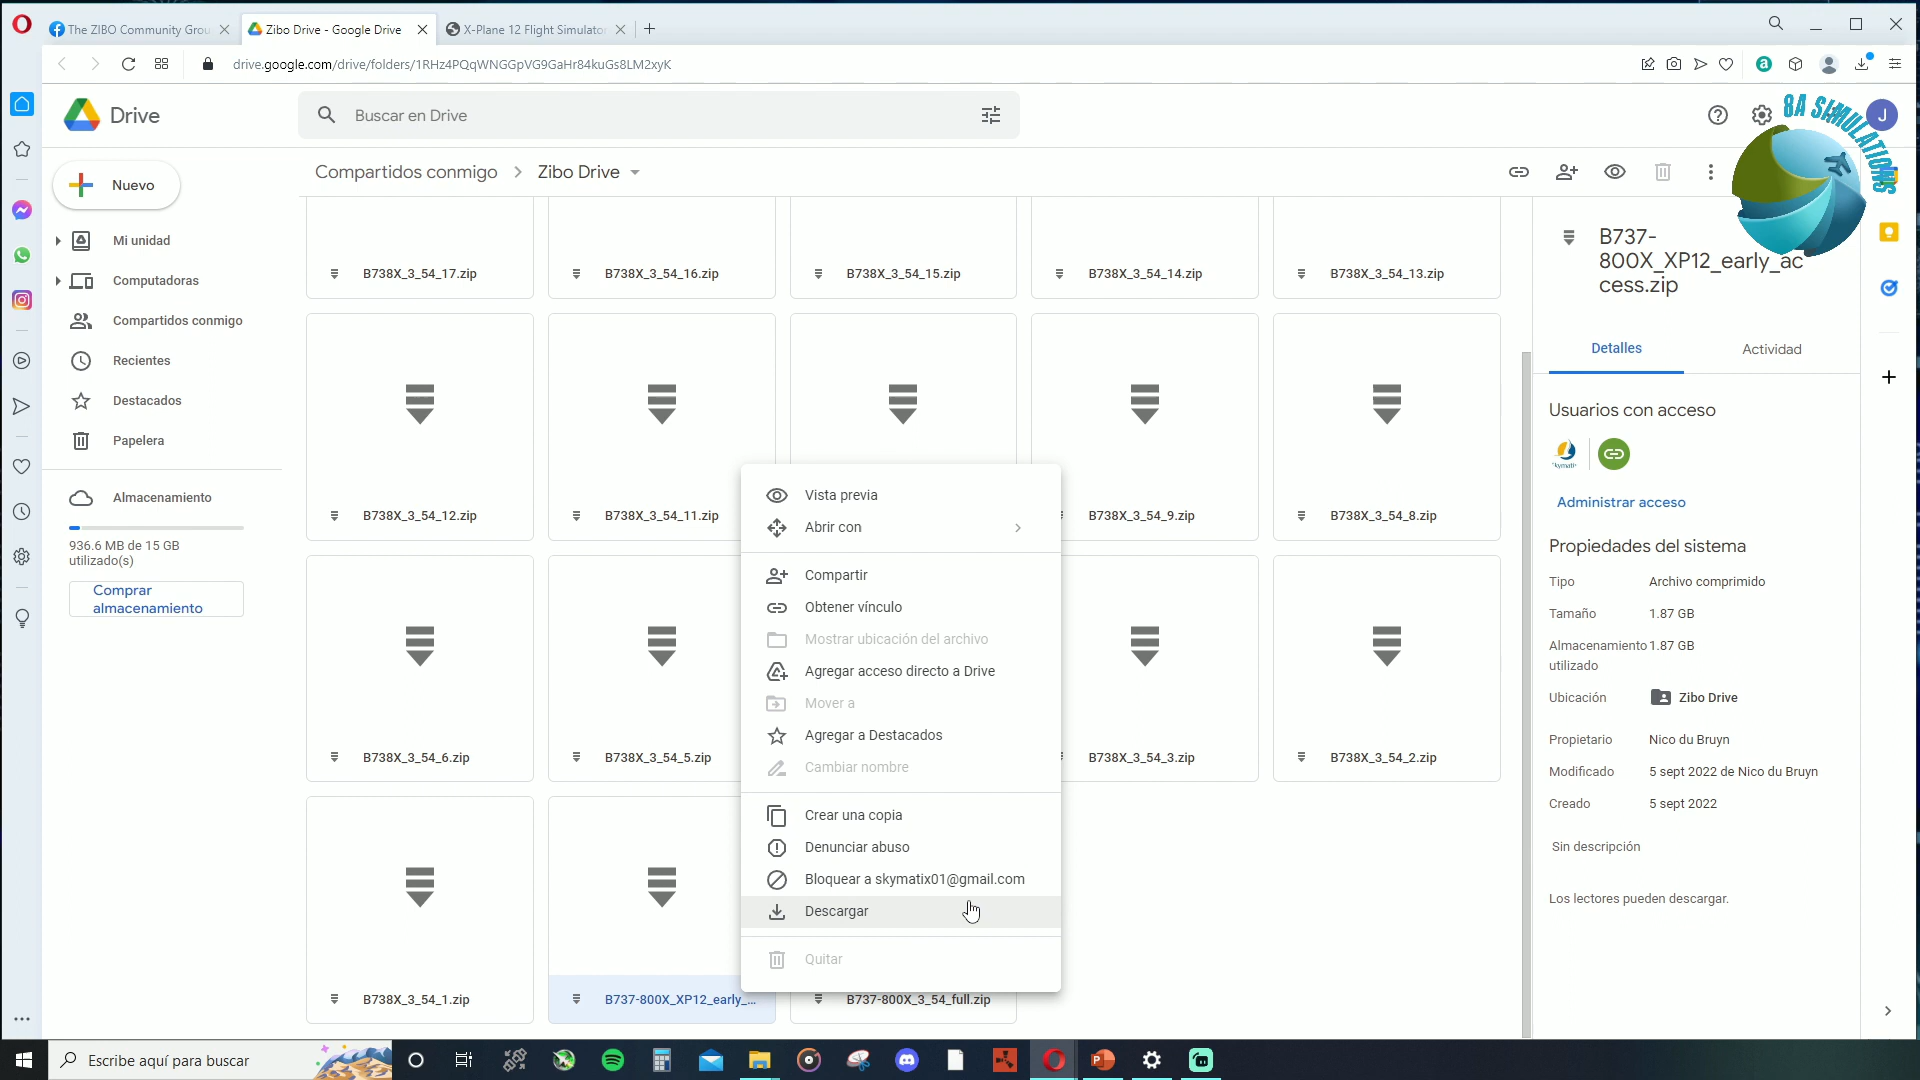 The ZIBO Community Grou
Zibo Drive - Google Drive
X-Plane 12 Flight Simulato
drive.google.com/drive/folders/1RHz4PQqWNGGpVG9GaHr84kuGs8LM2xyK
Drive
Buscar en Drive
8A SIMULATIONS
J
Nuevo
Compartidos conmigo
Zibo Drive
Mi unidad
Computadoras
Compartidos conmigo
Recientes
Destacados
Papelera
Almacenamiento
936.6 MB de 15 GB
utilizado(s)
Comprar
almacenamiento
B738X_3_54_17.zip
B738X_3_54_16.zip
B738X_3_54_15.zip
B738X_3_54_14.zip
B738X_3_54_13.zip
B738X_3_54_12.zip
B738X_3_54_11.zip
B738X_3_54_9.zip
B738X_3_54_8.zip
B738X_3_54_6.zip
B738X_3_54_5.zip
B738X_3_54_3.zip
B738X_3_54_2.zip
B738X_3_54_1.zip
B737-800X_XP12_early_...
B737-800X_3_54_full.zip
Vista previa
Abrir con
Compartir
Obtener vínculo
Mostrar ubicación del archivo
Agregar acceso directo a Drive
Mover a
Agregar a Destacados
Cambiar nombre
Crear una copia
Denunciar abuso
Bloquear a skymatix01@gmail.com
Descargar
Quitar
B737-
800X_XP12_early_ac
cess.zip
Detalles
Actividad
Usuarios con acceso
Administrar acceso
Propiedades del sistema
Tipo
Archivo comprimido
Tamaño
1.87 GB
Almacenamiento 1.87 GB
utilizado
Ubicación
Zibo Drive
Propietario
Nico du Bruyn
Modificado
5 sept 2022 de Nico du Bruyn
Creado
5 sept 2022
Sin descripción
Los lectores pueden descargar.
Escribe aquí para buscar